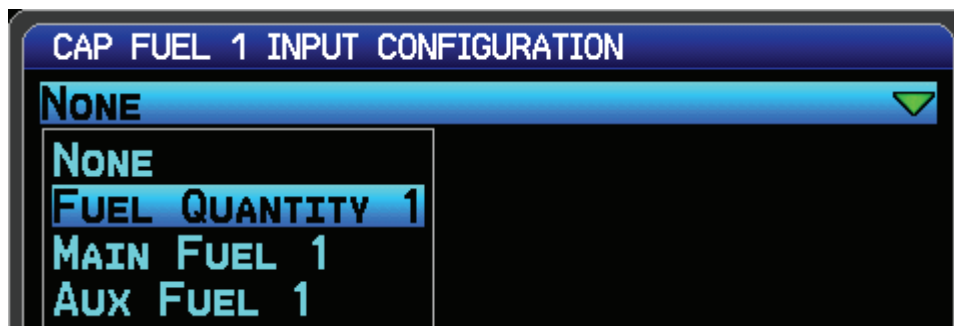 CAP FUEL 1 INPUT CONFIGURATION
NONE
NONE
FUEL QUANTITY 1
MAIN FUEL 1
AUX FUEL 1